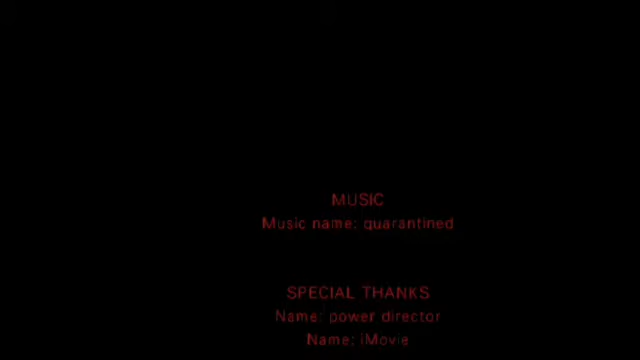 MUSIC
Music name: quarantined
SPECIAL THANKS
Name: power director
Name: iMovie